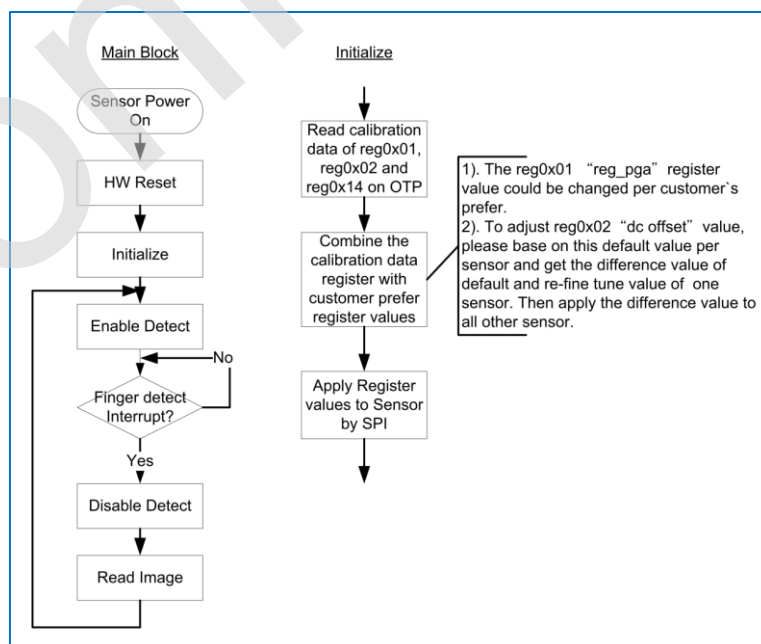 Main Block
Sensor Power
On
HW Reset
Initialize
Enable Detect
No
Finger detect
Interrupt?
Yes
Disable Detect
Read Image
Initialize
Read calibration
data of reg0x01,
reg0x02 and
reg0x14 on OTP
Combine the
calibration data
register with
customer prefer
register values
Apply Register
values to Sensor
by SPI
1). The reg0x01 “reg_pga” register
value could be changed per customer`s
prefer.
2). To adjust reg0x02 “dc offset” value,
please base on this default value per
sensor and get the difference value of
default and re-fine tune value of one
sensor. Then apply the difference value to
all other sensor.